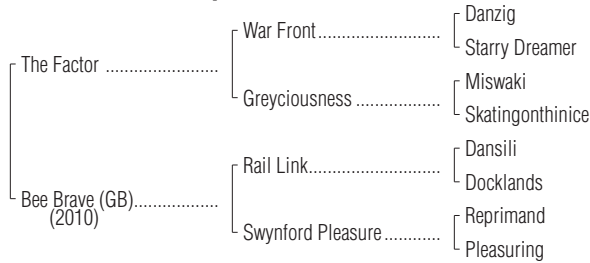 Danzig
War Front..........................
Starry Dreamer
The Factor ........................
Miswaki
Greyciousness ..................
Skatingonthinice
Dansili
Rail Link............................
Docklands
Bee Brave (GB)..................
(2010)
Reprimand
Swynford Pleasure............
Pleasuring